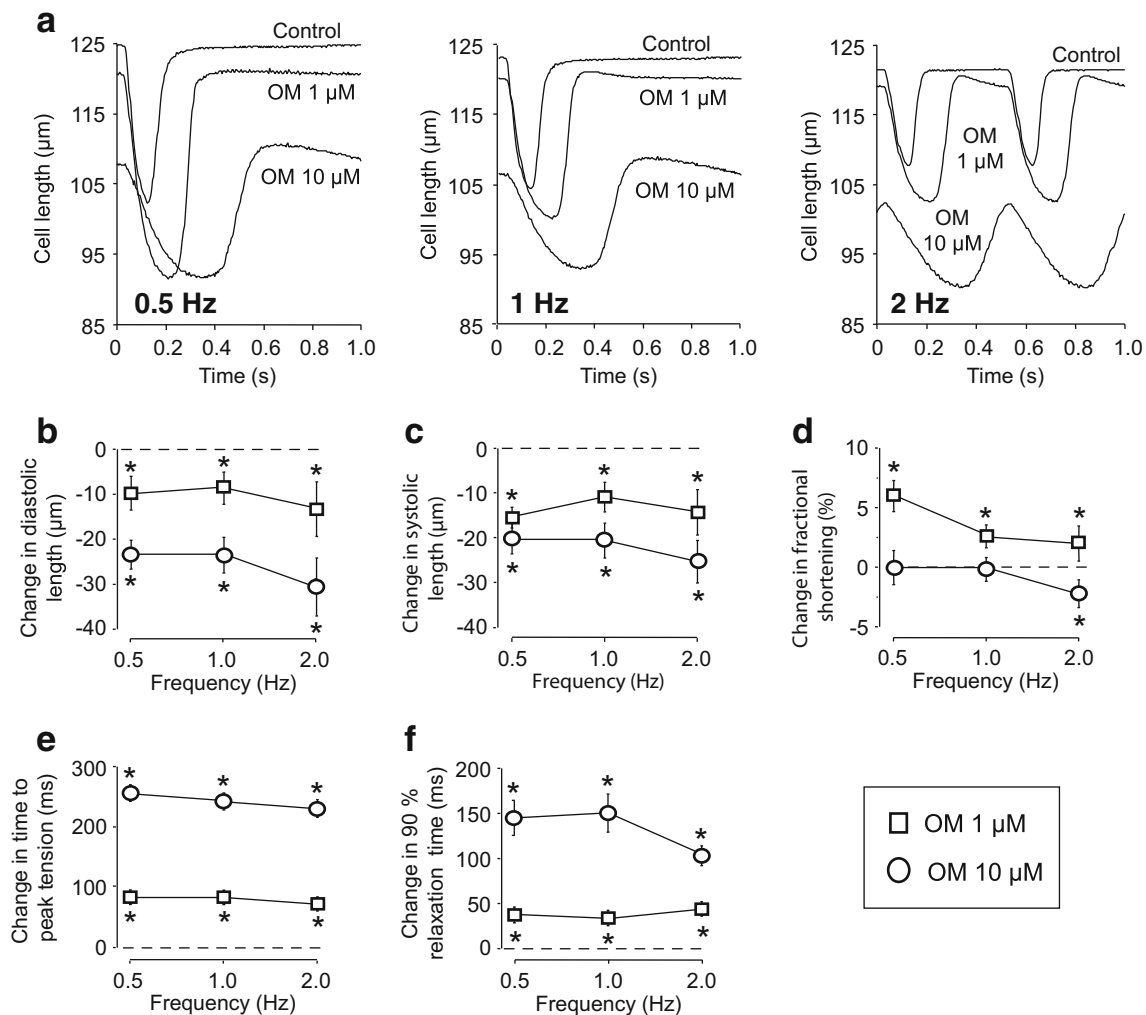 a
Cell length (µm)
125
115
105
95
85
Control
OM 1 µM
OM 10 µM
0.5 Hz
0
0.2
0.4
0.6
0.8
1.0
Time (s)
Cell length (µm)
125
115
105
95
85
Control
OM 1 µM
OM 10 µM
1 Hz
0
0.2
0.4
0.6
0.8
1.0
Time (s)
Cell length (µm)
125
115
105
95
85
Control
OM
1 µM
OM
10 µM
2 Hz
0
0.2
0.4
0.6
0.8
1.0
Time (s)
b
Change in diastolic
length (µm)
0
-10
-20
-30
-40
* * *
* * *
0.5
1.0
2.0
Frequency (Hz)
c
Change in systolic
length (µm)
0
-10
-20
-30
-40
* * *
* * *
0.5
1.0
2.0
Frequency (Hz)
d
Change in fractional
shortening (%)
10
5
0
-5
* * *
*
0.5
1.0
2.0
Frequency (Hz)
e
Change in time to
peak tension (ms)
300
200
100
0
* * *
* * *
0.5
1.0
2.0
Frequency (Hz)
f
Change in 90 %
relaxation time (ms)
200
150
100
50
0
* * *
* * *
0.5
1.0
2.0
Frequency (Hz)
OM 1 µM
OM 10 µM